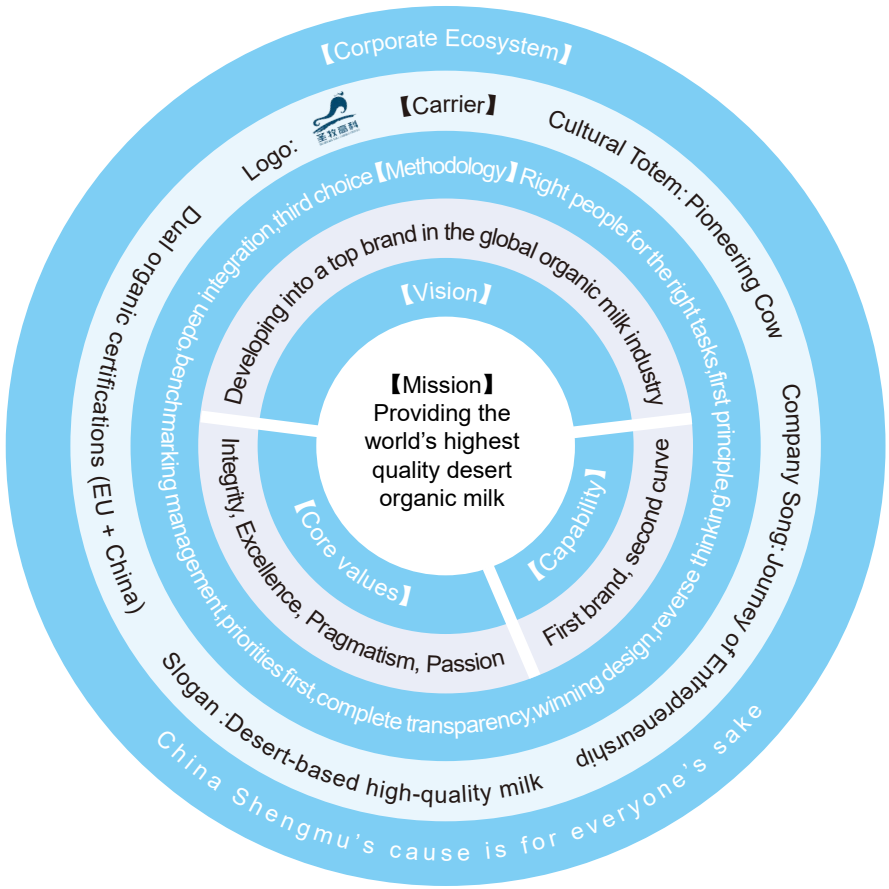 【Corporate Ecosystem】
【Carrier】
Cultural Totem: Pioneering Cow
Company Song:Journey of Entrepreneurship
Slogan :Desert-based high-quality milk
Dual organic certifications (EU + China)
Logo:
圣牧高科
【Methodology】
Right people for the right tasks,first principle,reverse thinking,winning design,complete transparency,priorities first,benchmarking management,open integration,third choice
Developing into a top brand in the global organic milk industry
【Vision】
【Mission】
Providing the
world's highest
quality desert
organic milk
【Core values】
Integrity, Excellence, Pragmatism, Passion
【Capability】
First brand, second curve
China Shengmu's cause is for everyone's sake